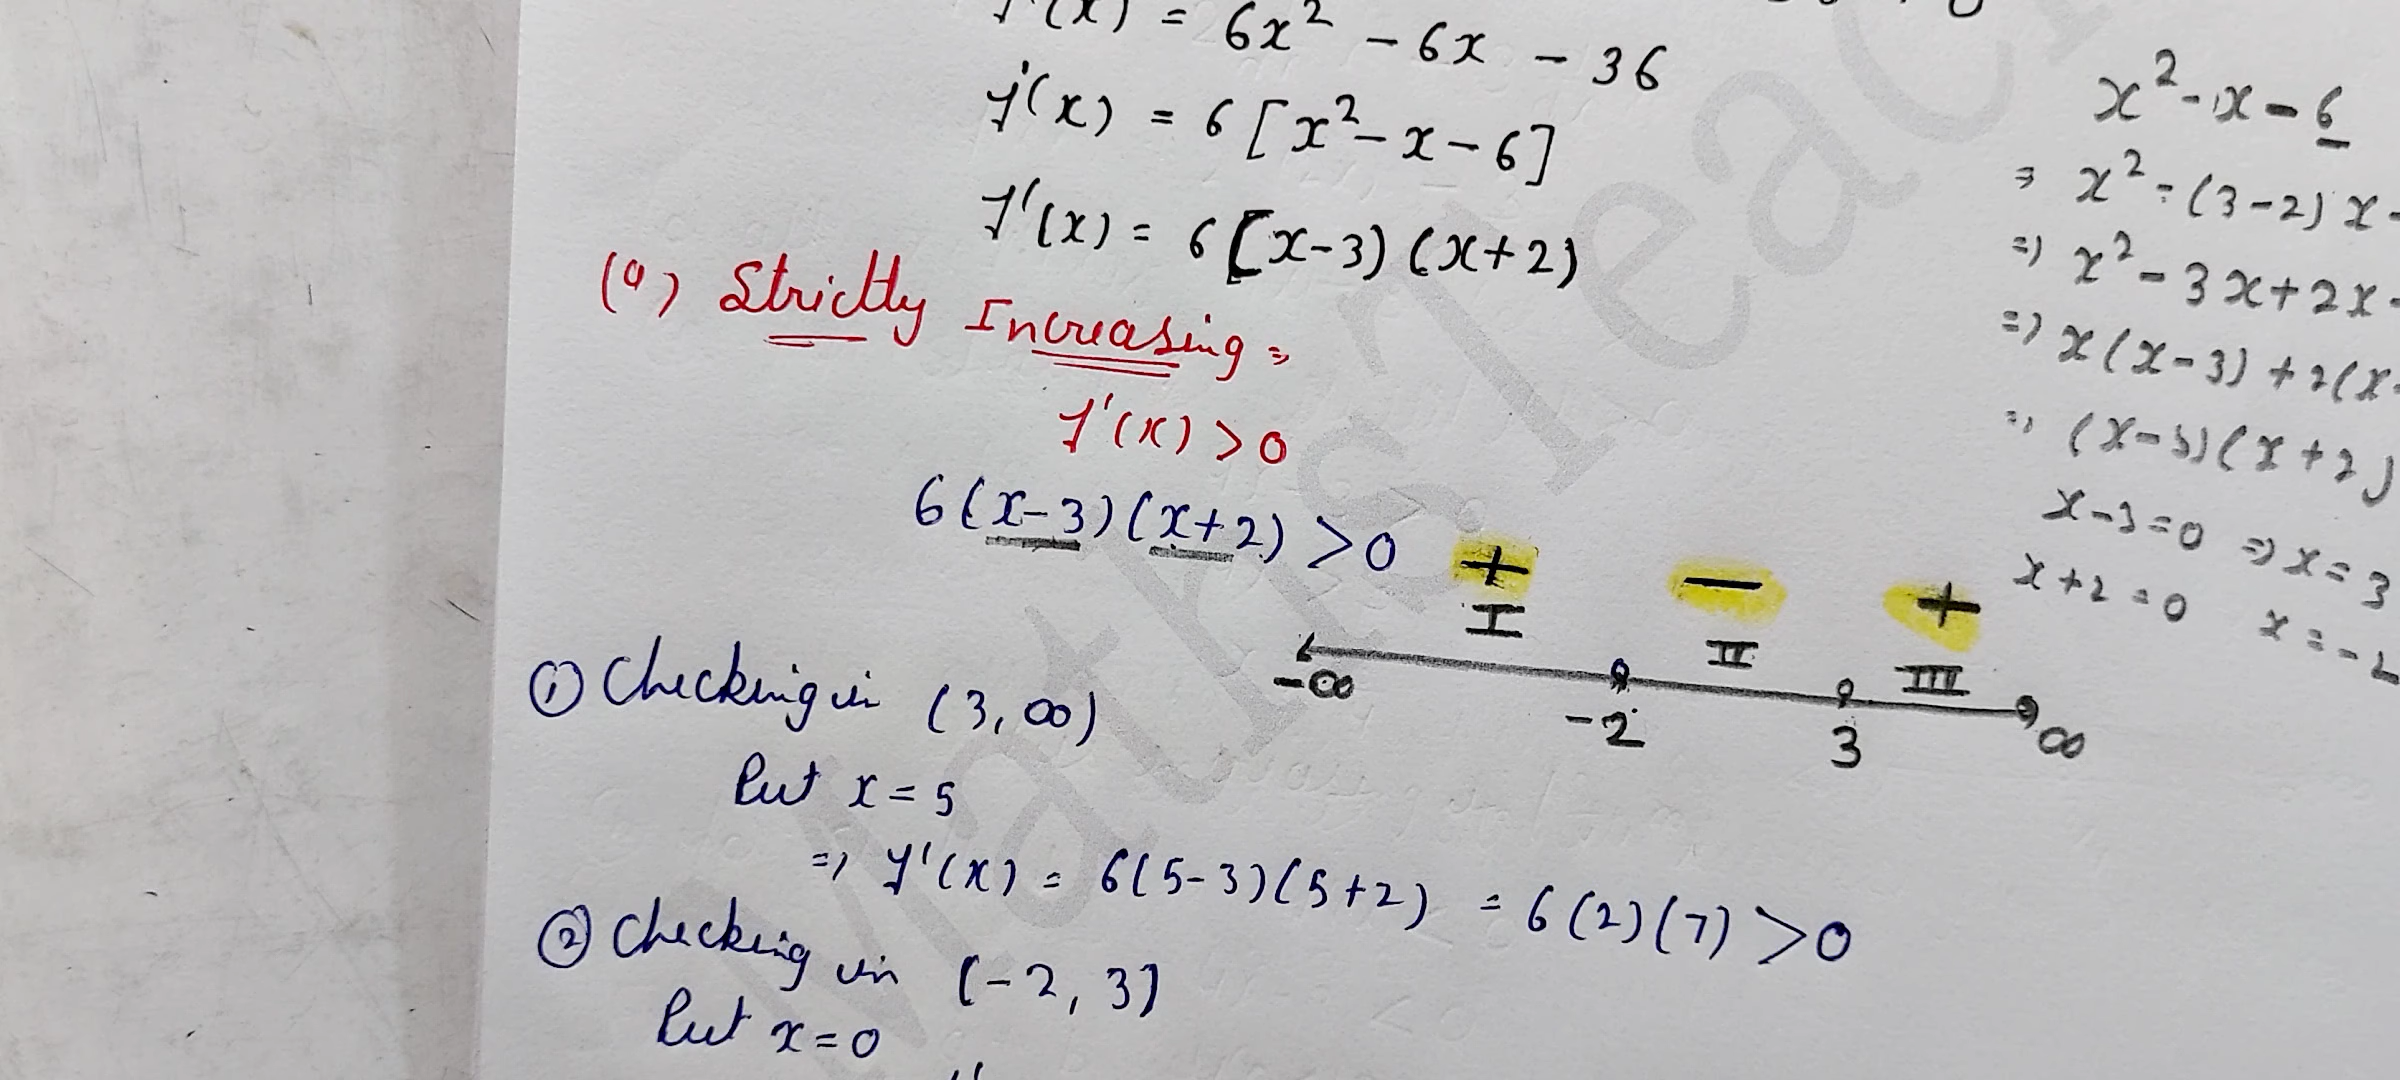 f'(x) = 6x² - 6x - 36
f'(x) = 6[x² - x - 6]
f'(x) = 6[x-3)(x+2)
(a) Strictly Increasing =
f'(x) > 0
6(x-3)(x+2) > 0
+ - +
I II III
-∞ -2 3 ∞
① Checking in (3, ∞)
Put x = 5
=> f'(x) = 6(5-3)(5+2) = 6(2)(7) > 0
② Checking in (-2, 3)
Put x = 0
x² - x - 6
=> x² - (3-2)x -
=> x² - 3x + 2x -
=> x(x-3) + 2(x-
=> (x-3)(x+2)
x-3=0 => x=3
x+2=0 x=-2
Maths Teac